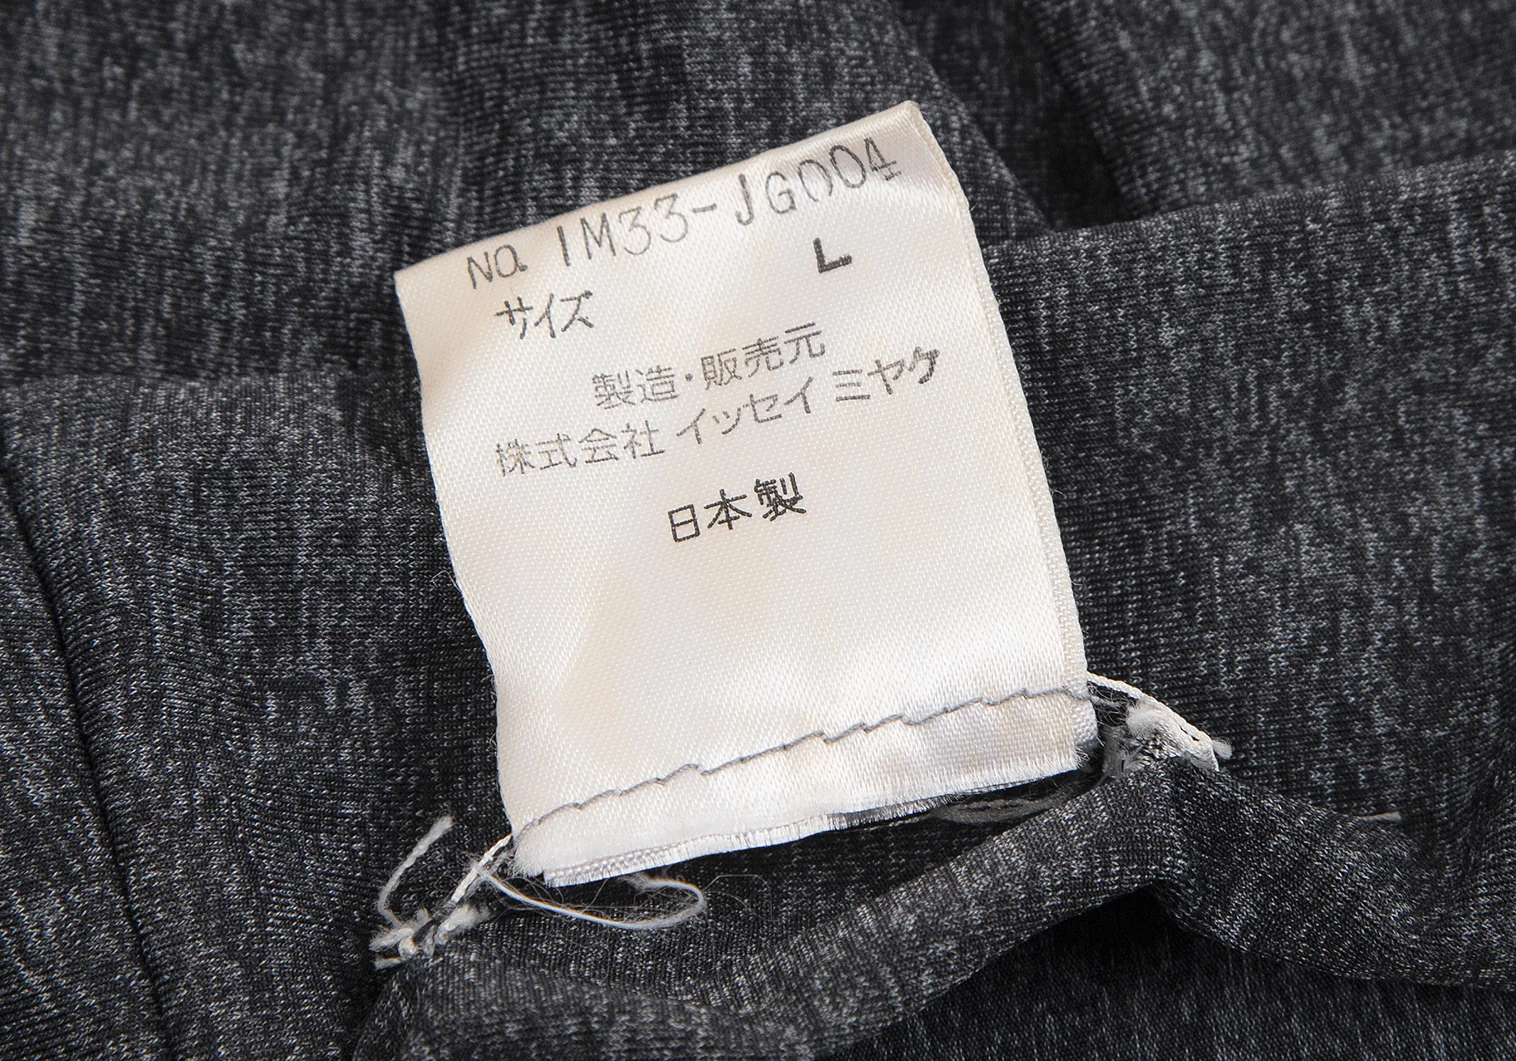 No. IM33-JG004
サイズ L
製造・販売元
株式会社 イッセイ ミヤケ
日本製